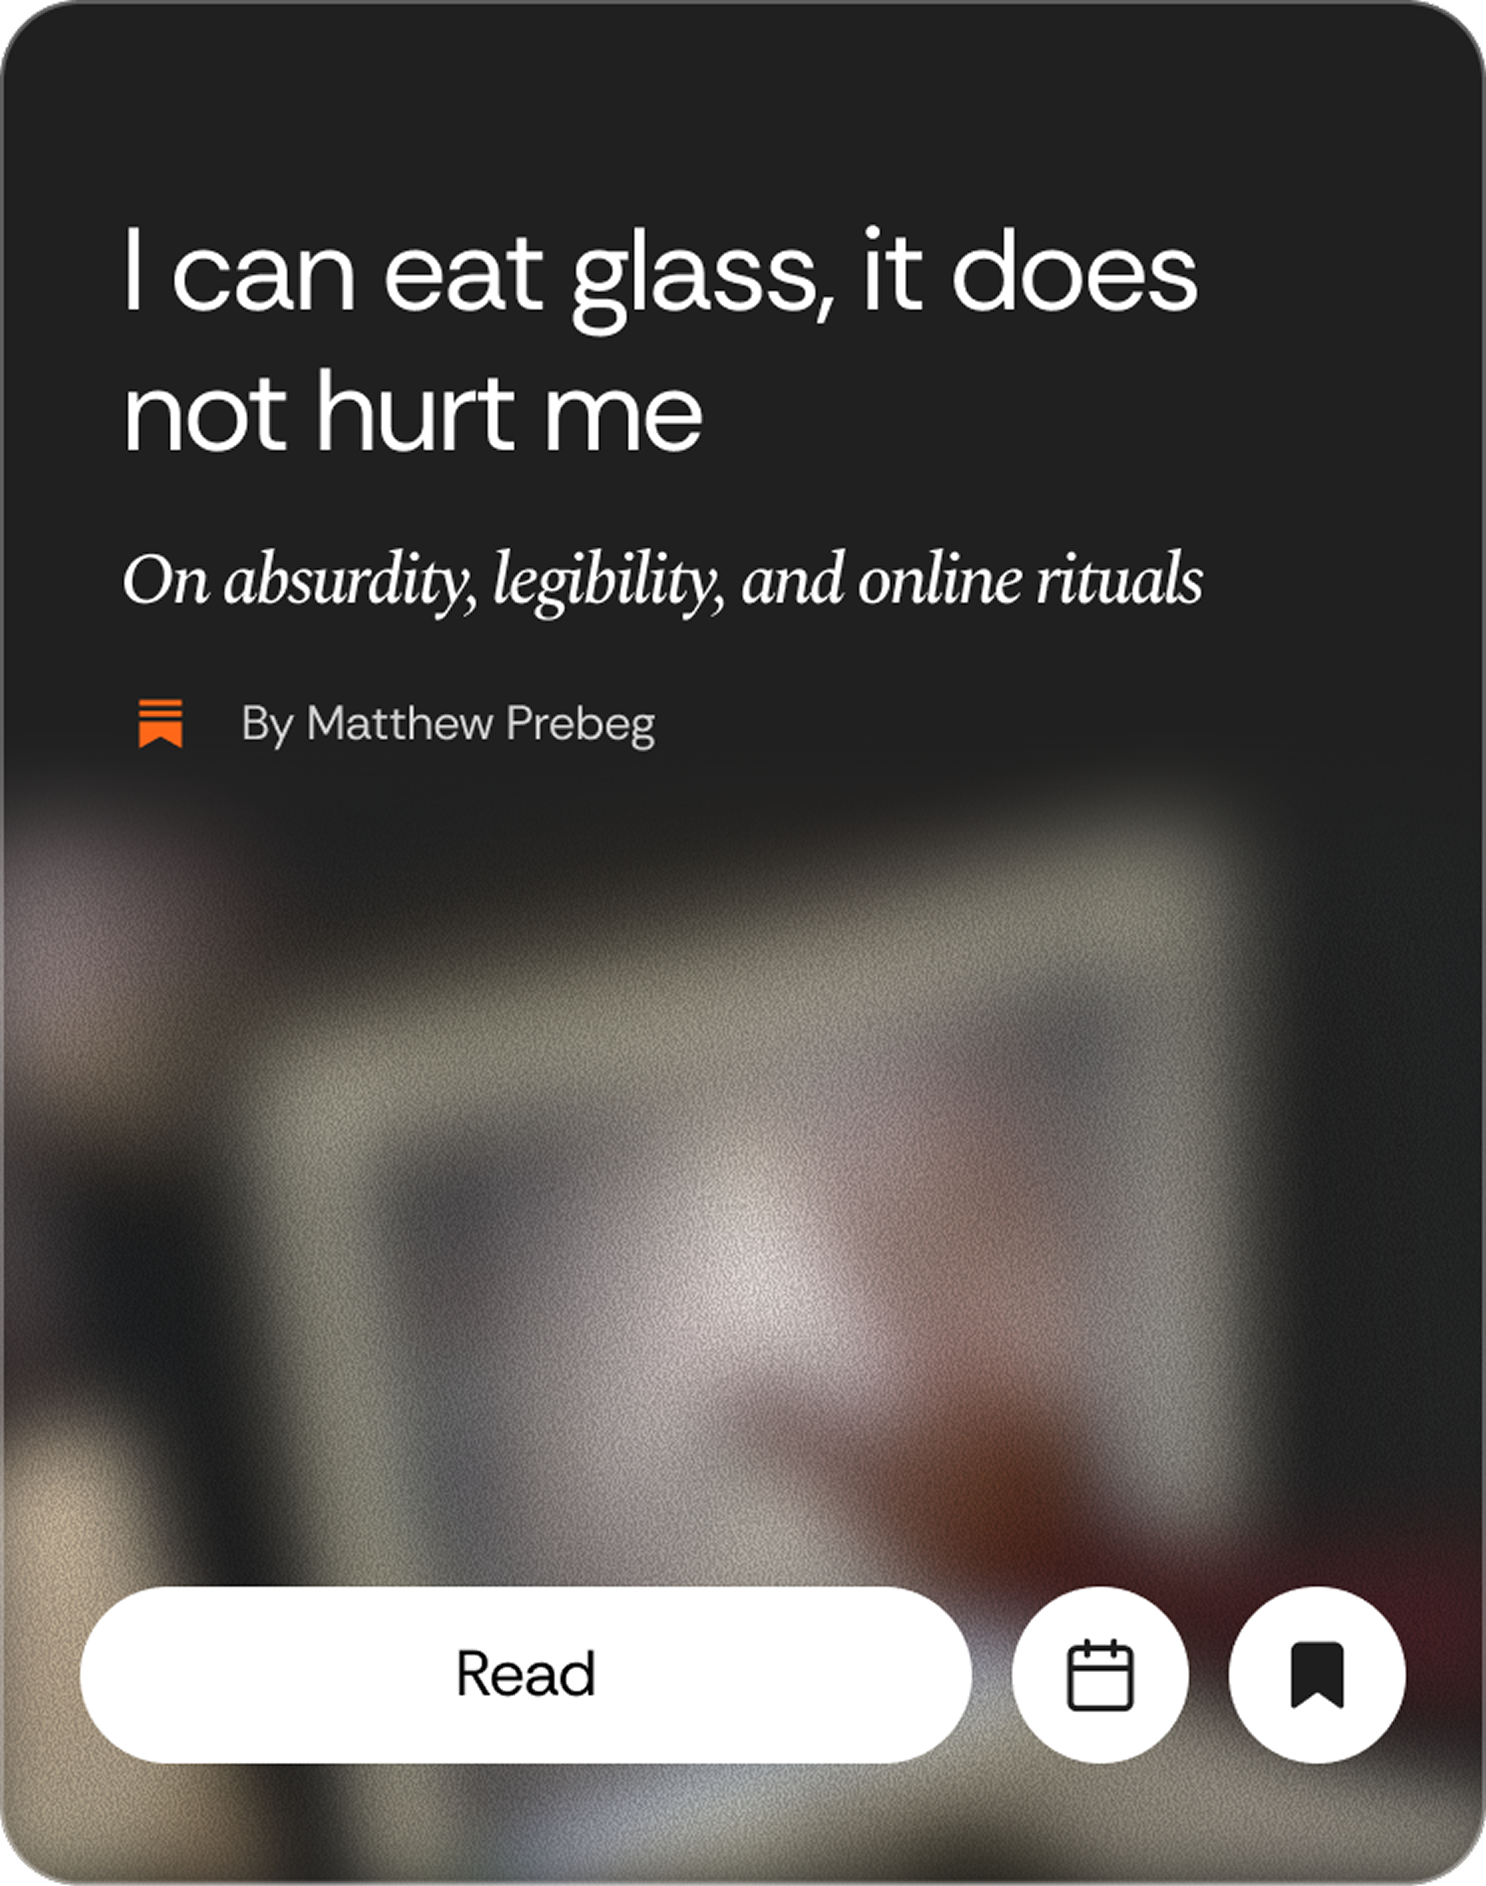 I can eat glass, it does
not hurt me
On absurdity, legibility, and online rituals
By Matthew Prebeg
Read